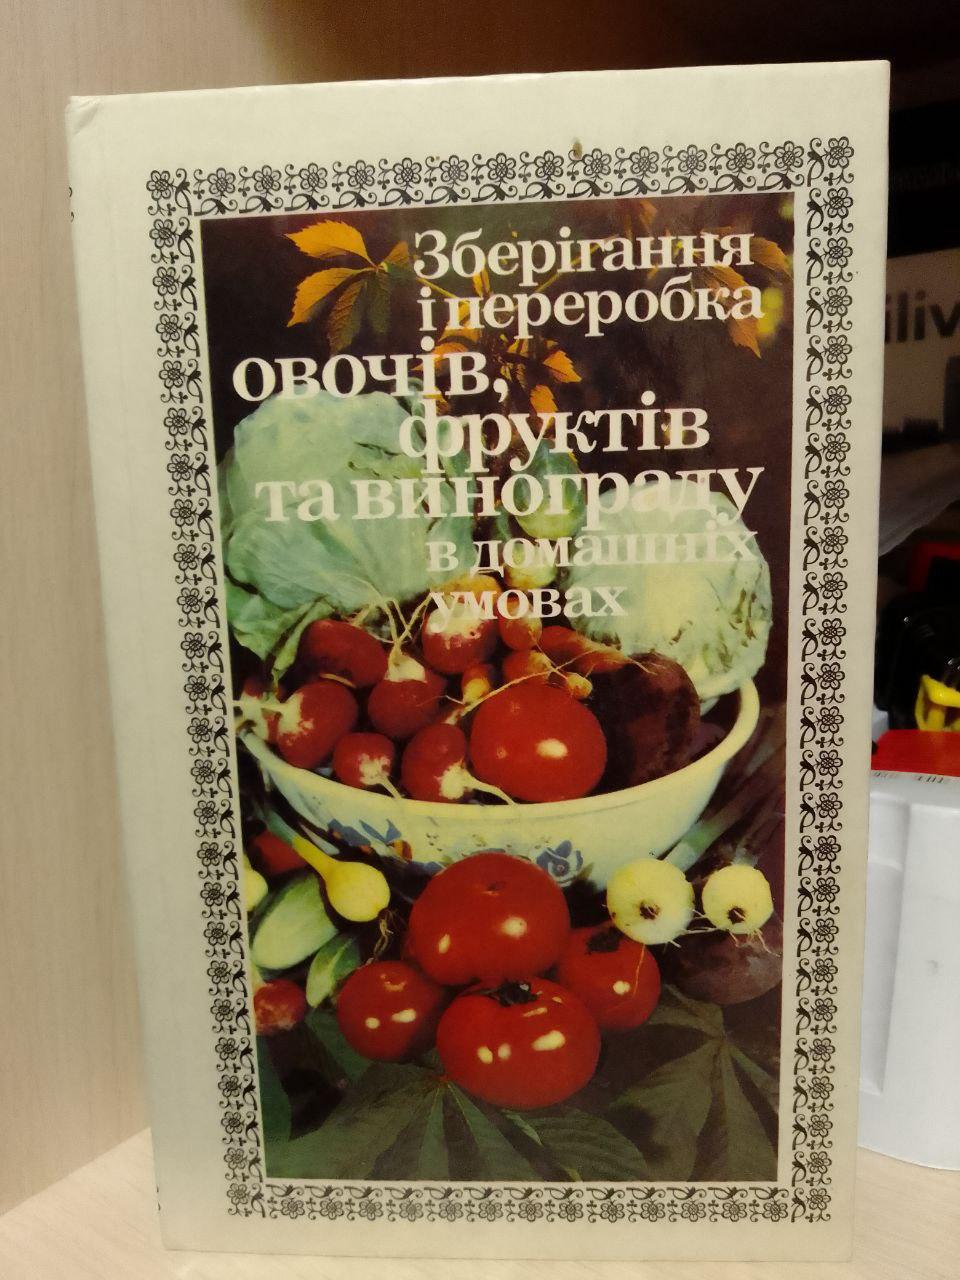 Зберігання
і переробка
овочів,
фруктів
та винограду
в домашніх
умовах